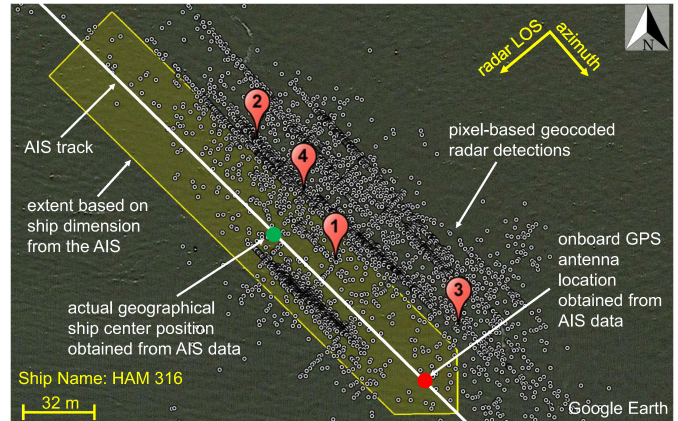 radar LOS
azimuth
N
2
4
1
3
pixel-based geocoded
radar detections
AIS track
extent based on
ship dimension
from the AIS
onboard GPS
antenna
location
obtained from
AIS data
actual geographical
ship center position
obtained from AIS data
Ship Name: HAM 316
32 m
Google Earth